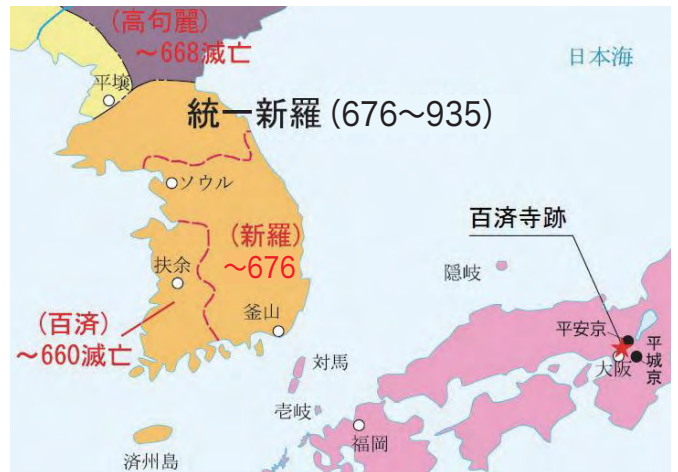 (高句麗)
～668滅亡
日本海
平壌
統一新羅(676～935)
ソウル
百済寺跡
(新羅)
～676
扶余
隠岐
(百済)
～660滅亡
釜山
平安京
平城京
大阪
対馬
壱岐
福岡
済州島